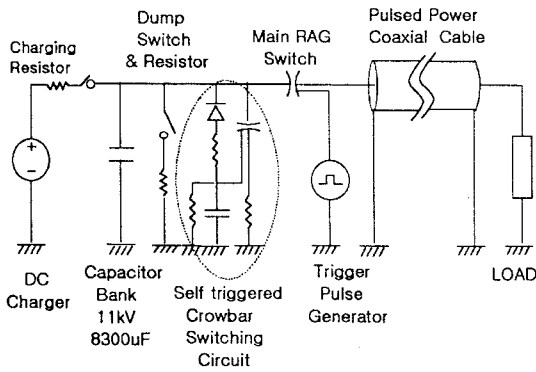 Dump
Switch
& Resistor
Charging
Resistor
Main RAG
Switch
Pulsed Power
Coaxial Cable
+
−
DC
Charger
Capacitor
Bank
11kV
8300uF
Self triggered
Crowbar
Switching
Circuit
Trigger
Pulse
Generator
LOAD